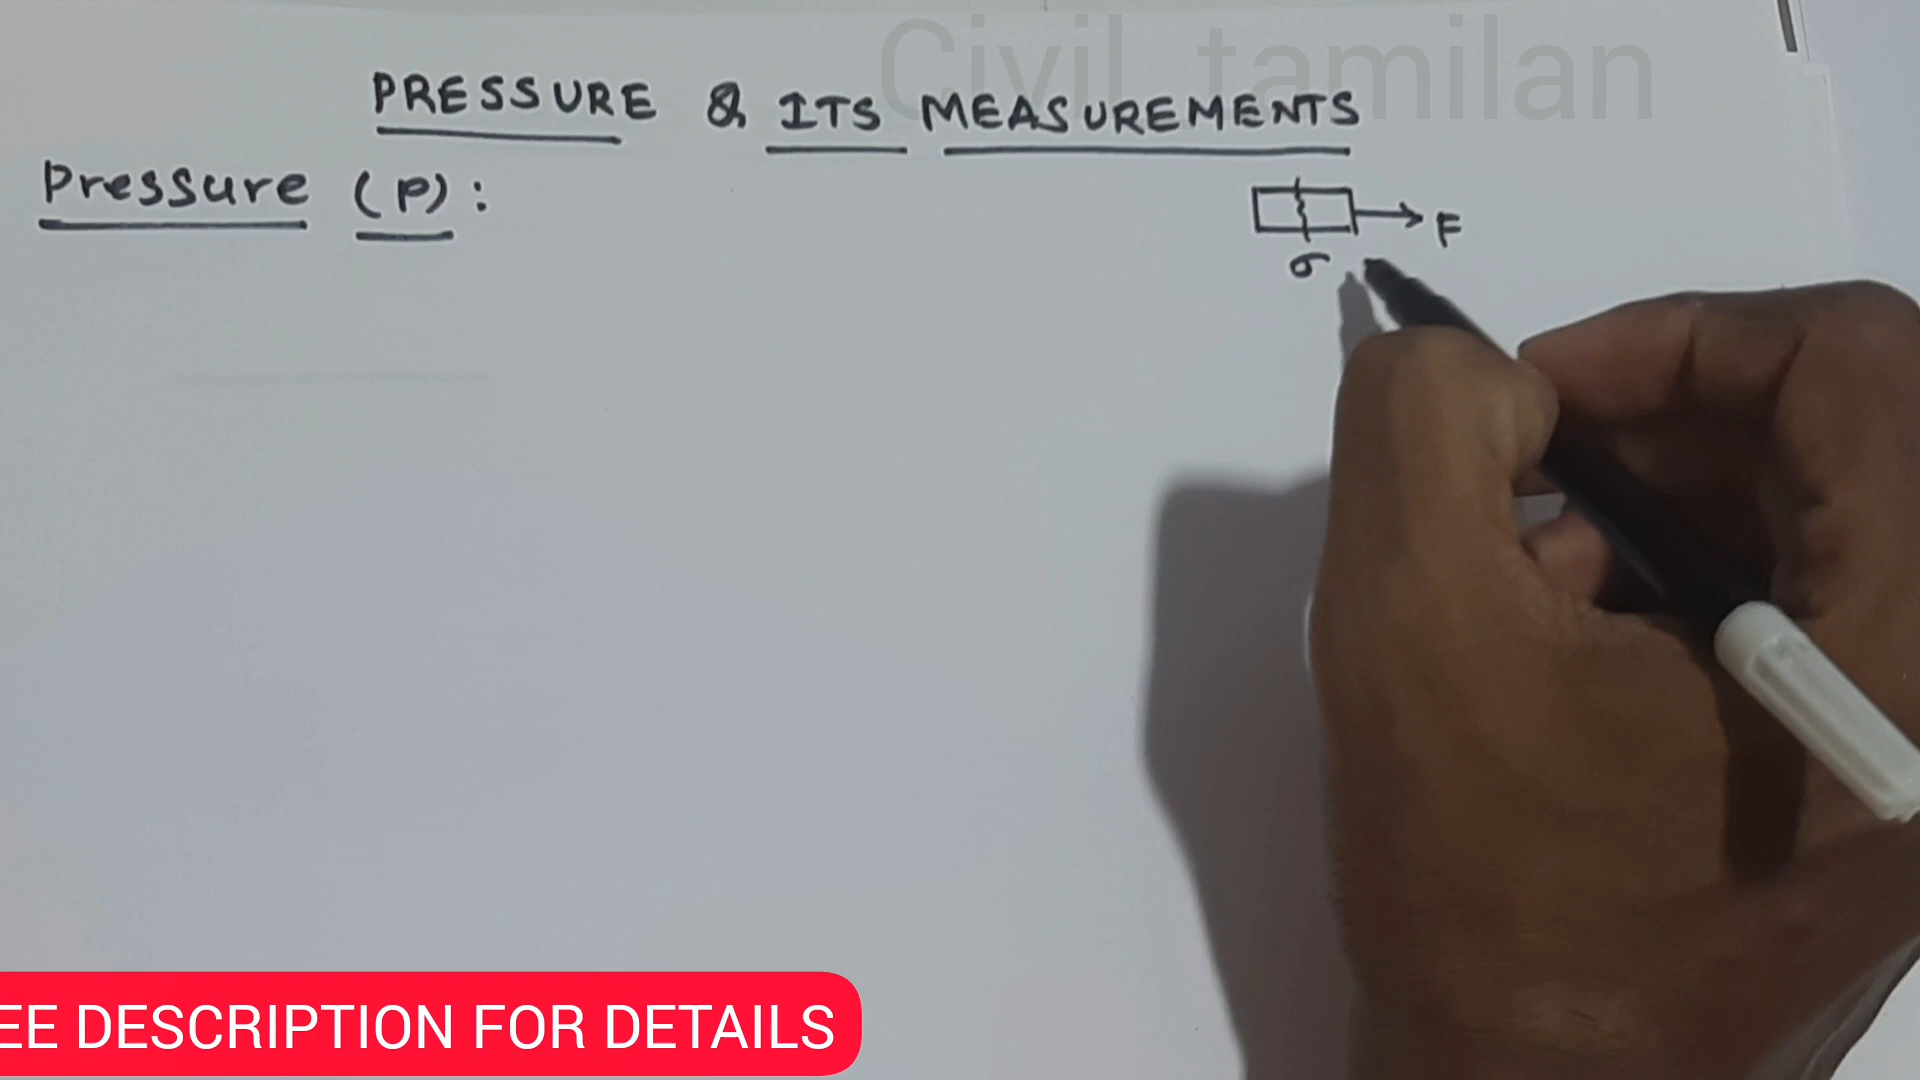 Civil tamilan
PRESSURE & ITS MEASUREMENTS
Pressure (P):
F
σ
EE DESCRIPTION FOR DETAILS